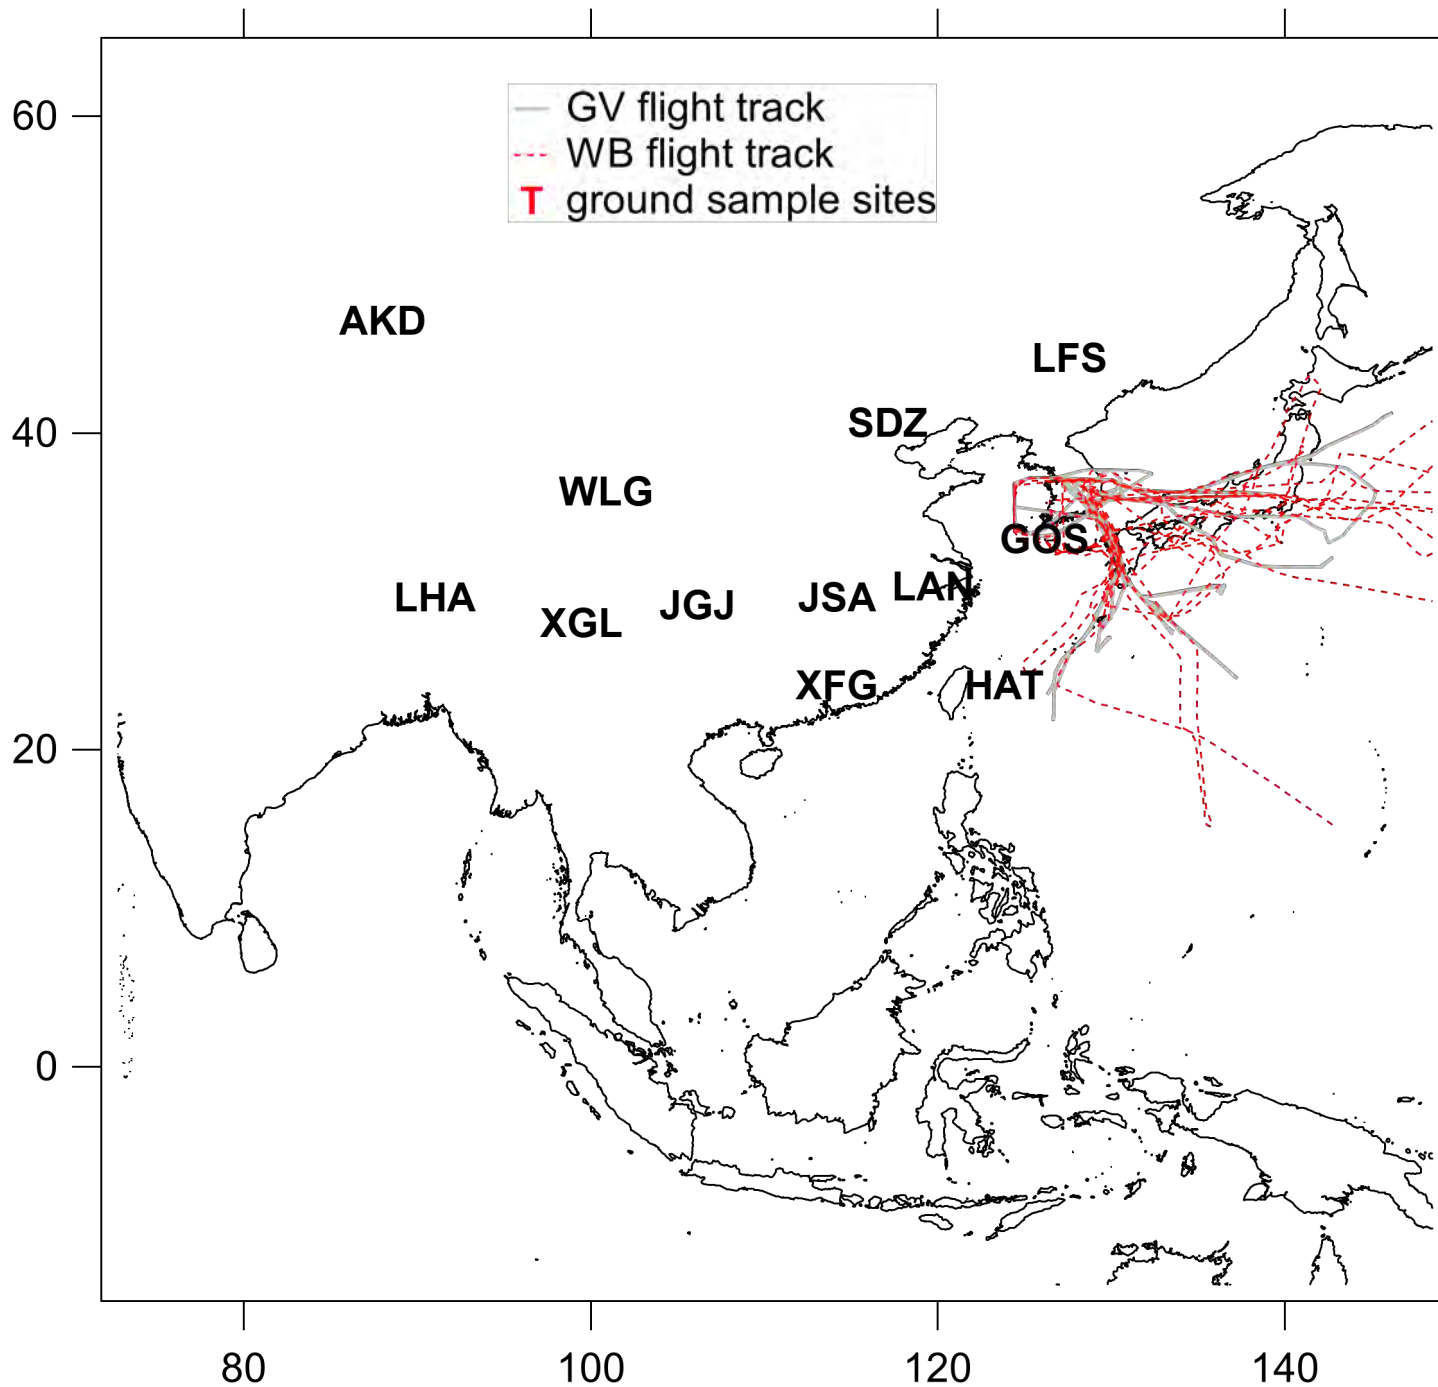 GV flight track
WB flight track
T ground sample sites
60
AKD
LFS
40
SDZ
WLG
GOS
LHA
XGL
JGJ
JSA
LAN
XFG
HAT
20
0
80
100
120
140